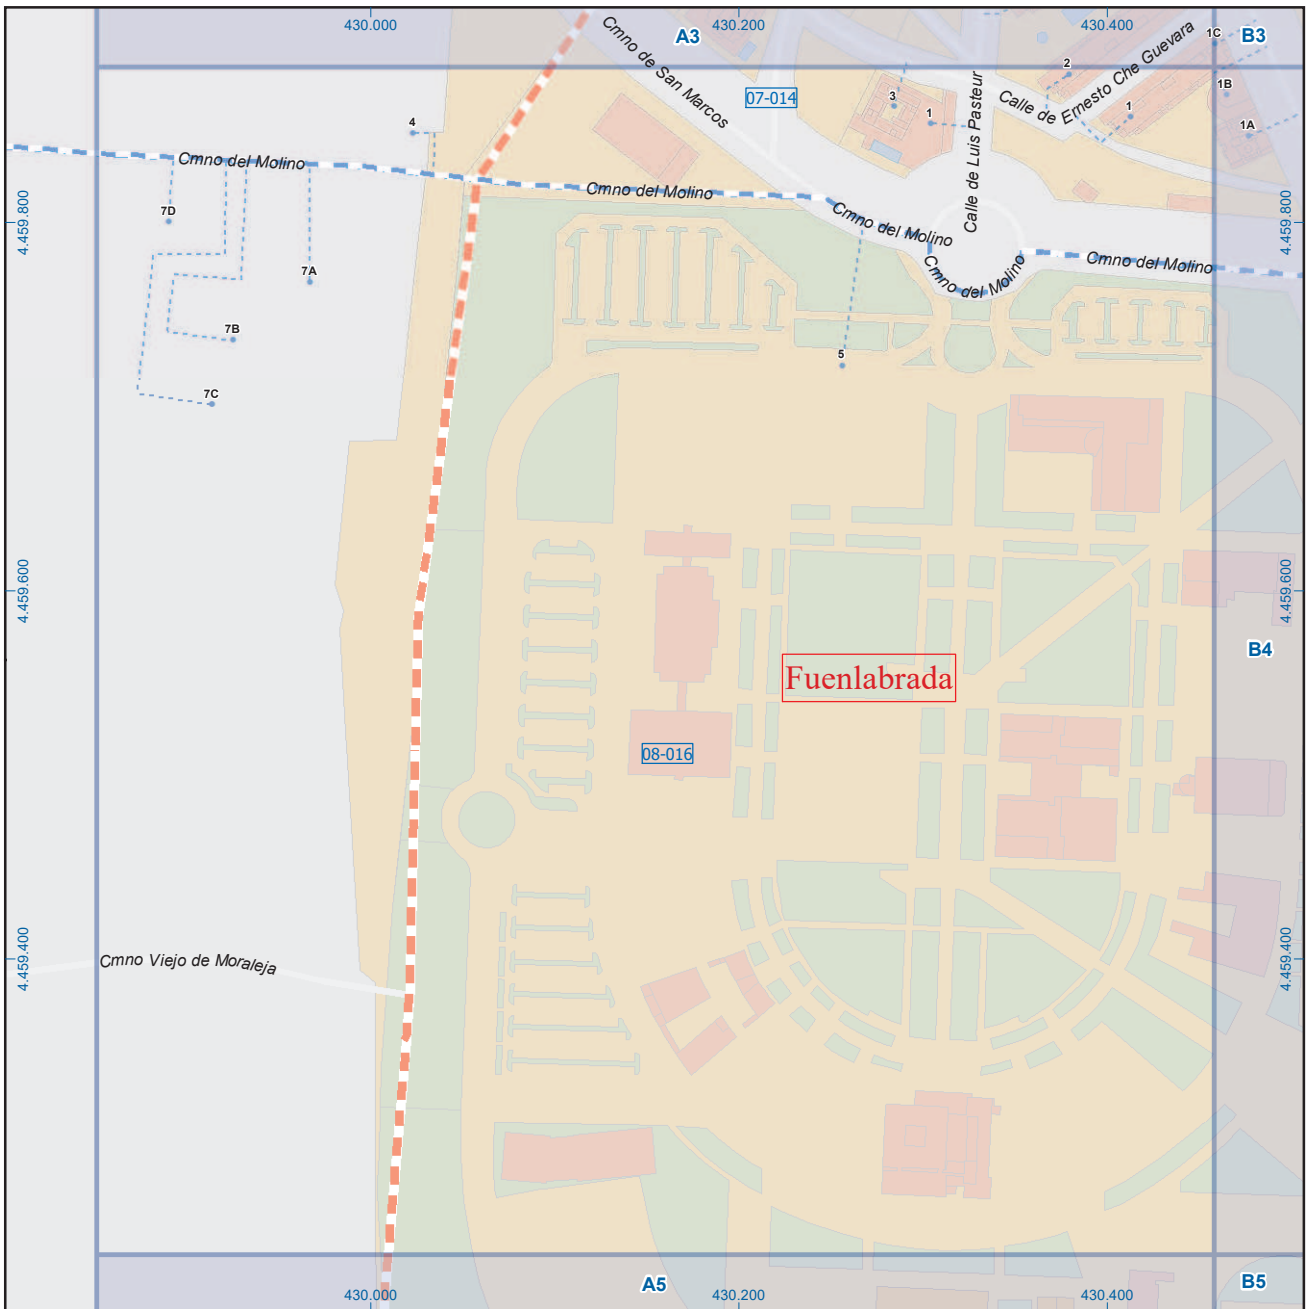 430.000
430.200
430.400
A3
B3
Cmno de San Marcos
07-014
Calle de Ernesto Che Guevara
Calle de Luis Pasteur
1C
1B
1A
2
3
1
1
4
Cmno del Molino
Cmno del Molino
Cmno del Molino
Cmno del Molino
Cmno del Molino
4.459.800
4.459.800
7D
7A
7B
7C
5
4.459.600
4.459.600
B4
Fuenlabrada
08-016
4.459.400
4.459.400
Cmno Viejo de Moraleja
A5
B5
430.000
430.200
430.400